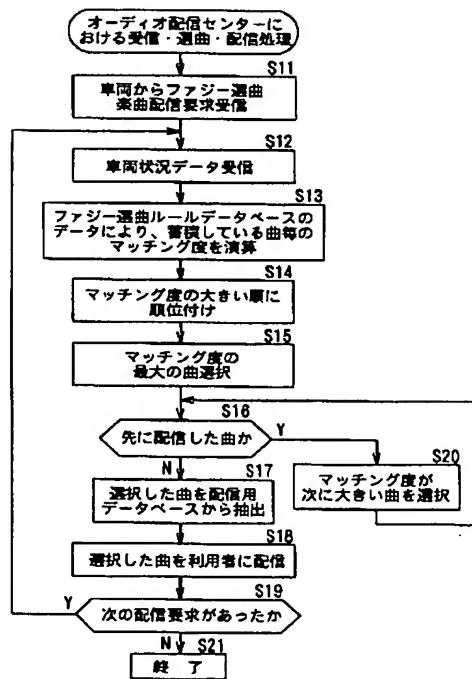 オーディオ配信センターに
おける受信・選曲・配信処理
S11
車両からファジー選曲
楽曲配信要求受信
S12
車両状況データ受信
S13
ファジー選曲ルールデータベースの
データにより、蓄積している曲毎の
マッチング度を演算
S14
マッチング度の大きい順に
順位付け
S15
マッチング度の
最大の曲選択
S16
先に配信した曲か
Y
N
S17
選択した曲を配信用
データベースから抽出
S20
マッチング度が
次に大きい曲を選択
S18
選択した曲を利用者に配信
S19
Y
次の配信要求があったか
N
S21
終 了